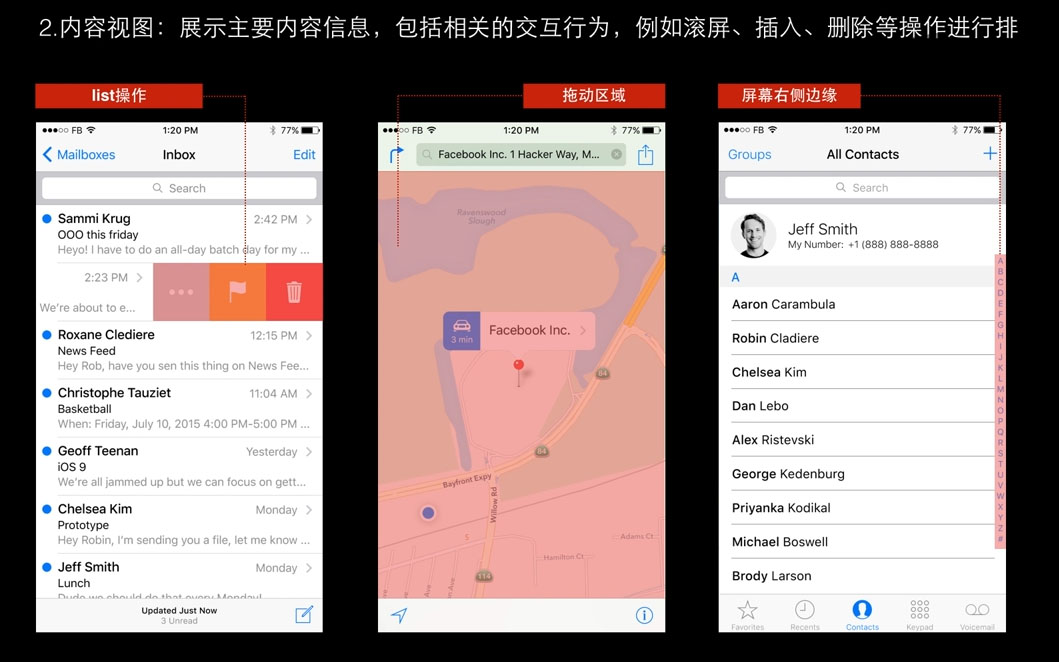 2.内容视图：展示主要内容信息，包括相关的交互行为，例如滚屏、插入、删除等操作进行排
list操作
FB 1:20 PM 77%
Mailboxes Inbox Edit
Search
Sammi Krug 2:42 PM
OOO this friday
Heyo! I have to do an all-day batch day for my ...
2:23 PM
We're about to e...
Roxane Clediere 12:15 PM
News Feed
Hey Rob, have you sen this thing on News Fee...
Christophe Tauziet 11:04 AM
Basketball
When: Friday, July 10, 2015 4:00 PM-5:00 PM ...
Geoff Teenan Yesterday
iOS 9
We're all jammed up but we can focus on gett...
Chelsea Kim Monday
Prototype
Hey Robin, I'm sending you a file, let me know ...
Jeff Smith Monday
Lunch
Dude we should do that every Monday!
Updated Just Now
3 Unread
拖动区域
FB 1:20 PM 77%
Facebook Inc. 1 Hacker Way, M...
Ravenswood
Slough
Facebook Inc.
3 min
84
84
Bayfront Expy
Willow Rd
Adams Ct
Hamilton Ct
114
屏幕右侧边缘
FB 1:20 PM 77%
Groups All Contacts +
Search
Jeff Smith
My Number: +1 (888) 888-8888
A
Aaron Carambula
Robin Cladiere
Chelsea Kim
Dan Lebo
Alex Ristevski
George Kedenburg
Priyanka Kodikal
Michael Boswell
Brody Larson
A
B
C
D
E
F
G
H
I
J
K
L
M
N
O
P
Q
R
S
T
U
V
W
X
Y
Z
#
Favorites Recents Contacts Keypad Voicemail